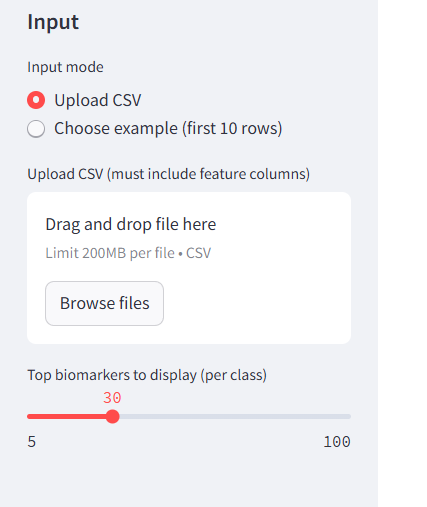 Input
Input mode
Upload CSV
Choose example (first 10 rows)
Upload CSV (must include feature columns)
Drag and drop file here
Limit 200MB per file • CSV
Browse files
Top biomarkers to display (per class)
30
5 100